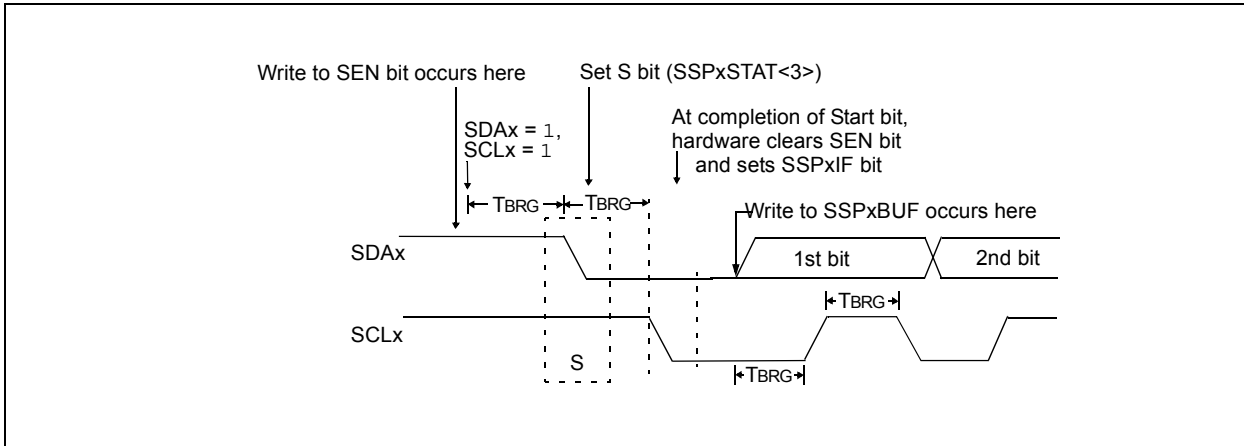 Write to SEN bit occurs here
Set S bit (SSPxSTAT<3>)
SDAx = 1,
SCLx = 1
At completion of Start bit,
hardware clears SEN bit
and sets SSPxIF bit
TBRG
TBRG
Write to SSPxBUF occurs here
SDAx
1st bit
2nd bit
TBRG
SCLx
S
TBRG